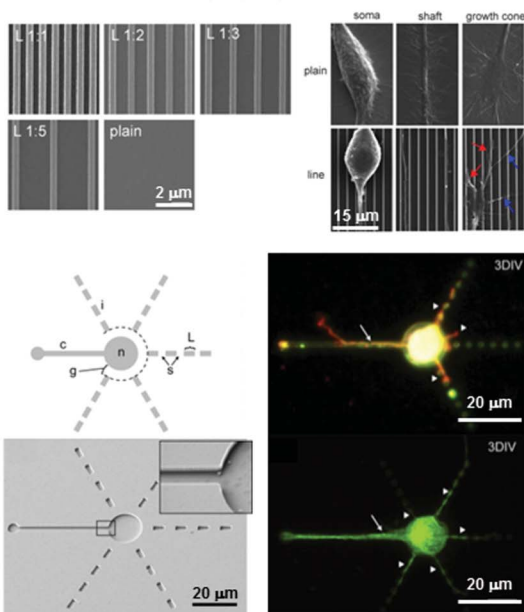 L 1:1
L 1:2
L 1:3
L 1:5
plain
2 µm
soma
shaft
growth cone
plain
line
15 µm
i
c
n
L
g
s
3DIV
20 µm
20 µm
3DIV
20 µm